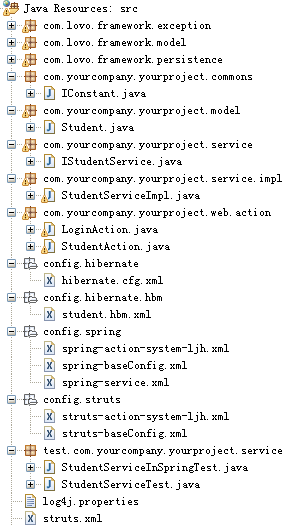 Java Resources: src
com.lovo.framework.exception
com.lovo.framework.model
com.lovo.framework.persistence
com.yourcompany.yourproject.commons
IConstant.java
com.yourcompany.yourproject.model
Student.java
com.yourcompany.yourproject.service
IStudentService.java
com.yourcompany.yourproject.service.impl
StudentServiceImpl.java
com.yourcompany.yourproject.web.action
LoginAction.java
StudentAction.java
config.hibernate
hibernate.cfg.xml
config.hibernate.hbm
student.hbm.xml
config.spring
spring-action-system-ljh.xml
spring-baseConfig.xml
spring-service.xml
config.struts
struts-action-system-ljh.xml
struts-baseConfig.xml
test.com.yourcompany.yourproject.service
StudentServiceInSpringTest.java
StudentServiceTest.java
log4j.properties
struts.xml